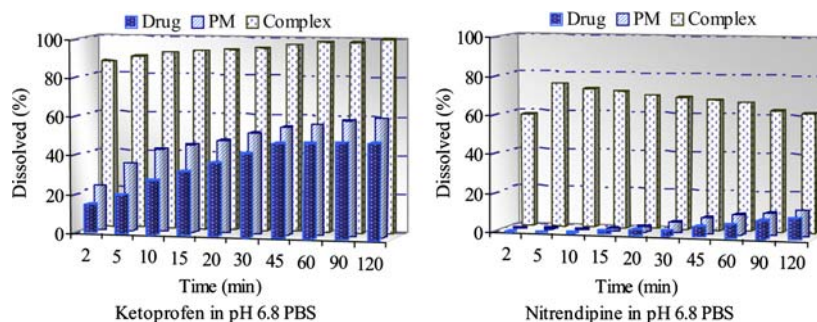 Drug PM Complex
Dissolved (%)
100
80
60
40
20
0
2 5 10 15 20 30 45 60 90 120
Time (min)
Ketoprofen in pH 6.8 PBS
Drug PM Complex
Dissolved (%)
100
80
60
40
20
0
2 5 10 15 20 30 45 60 90 120
Time (min)
Nitrendipine in pH 6.8 PBS